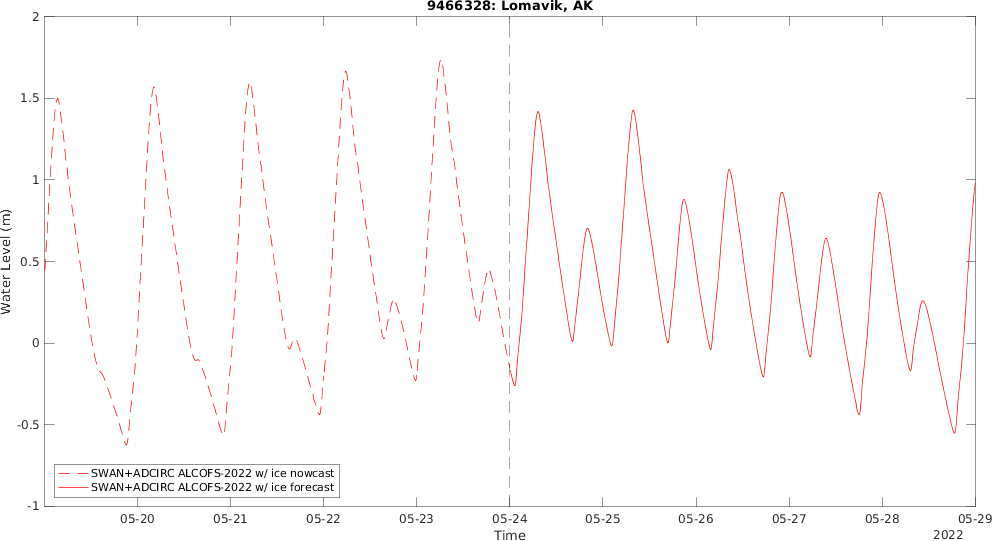 9466328: Lomavik, AK
Water Level (m)
2
1.5
1
0.5
0
-0.5
-1
SWAN+ADCIRC ALCOFS-2022 w/ ice nowcast
SWAN+ADCIRC ALCOFS-2022 w/ ice forecast
05-20 05-21 05-22 05-23 05-24 05-25 05-26 05-27 05-28 05-29
Time
2022